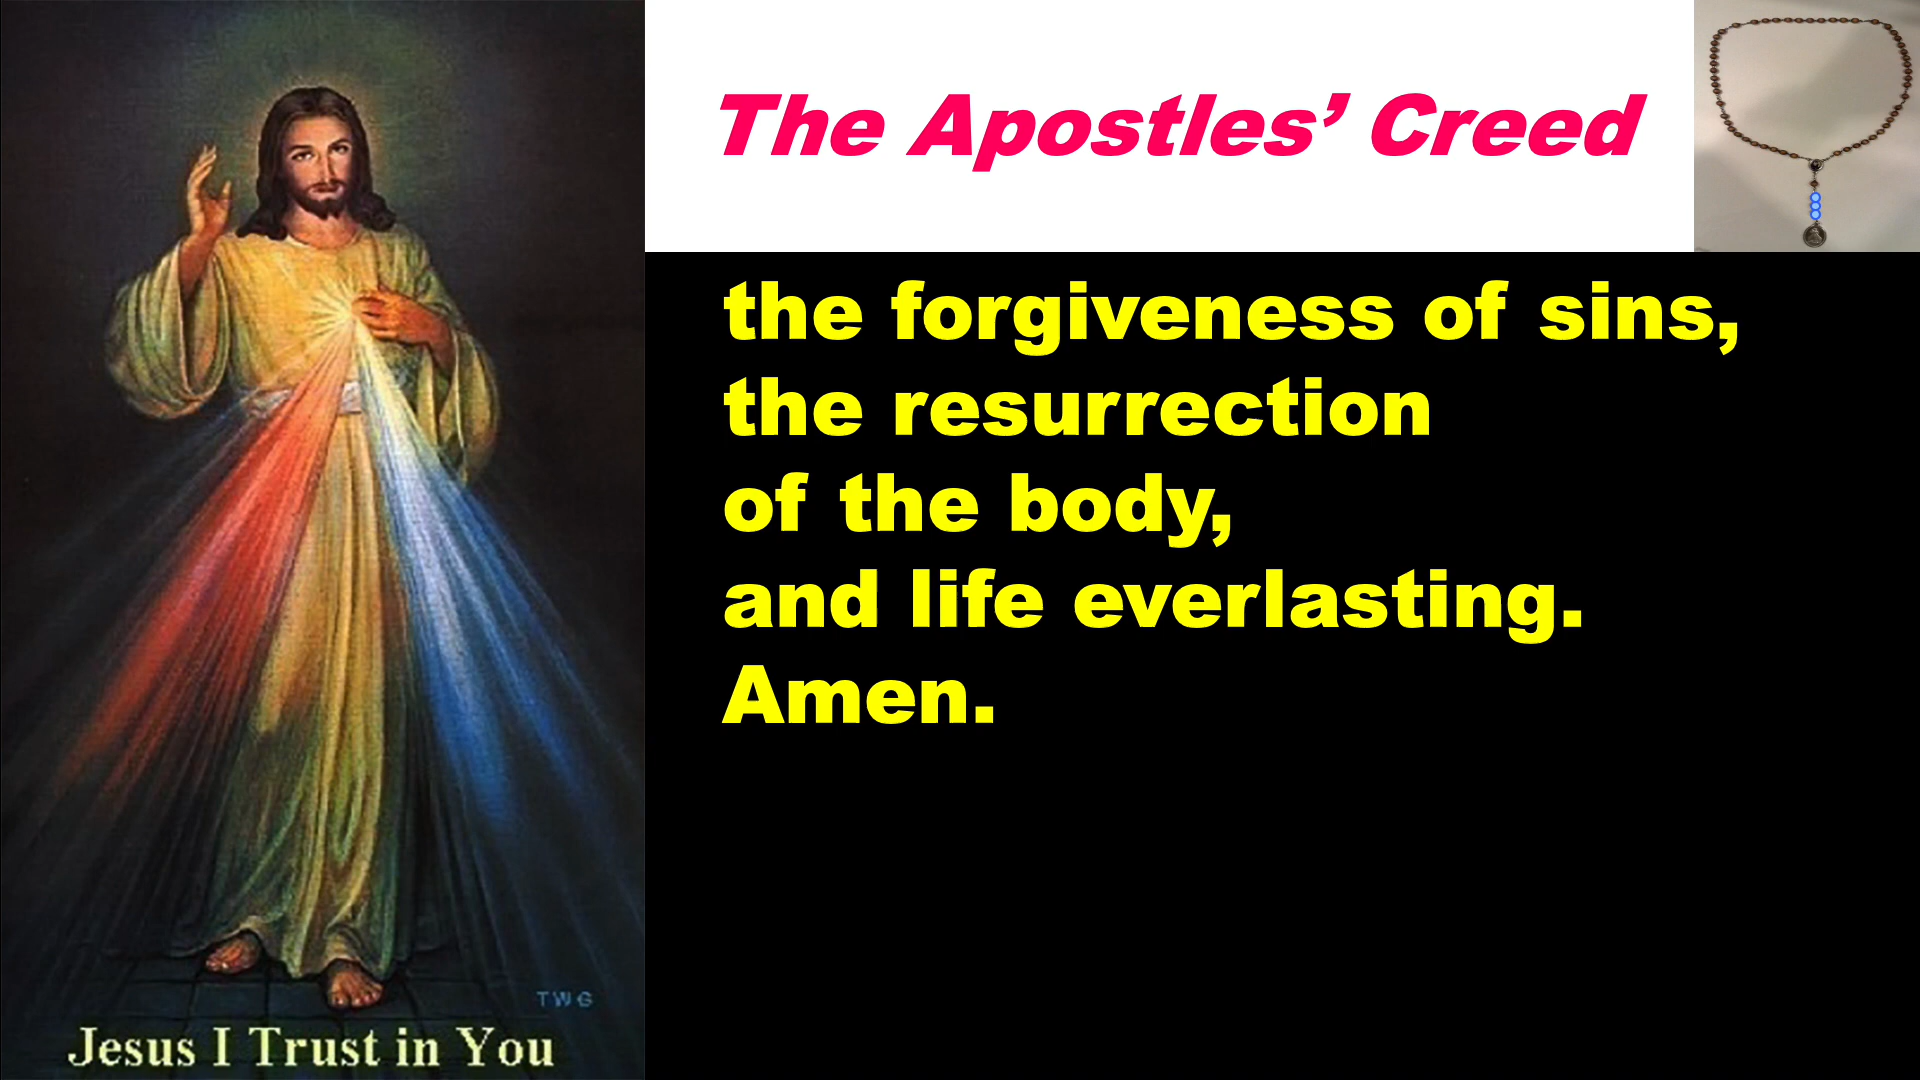 The Apostles’ Creed
the forgiveness of sins,
the resurrection
of the body,
and life everlasting.
Amen.
TWG
Jesus I Trust in You